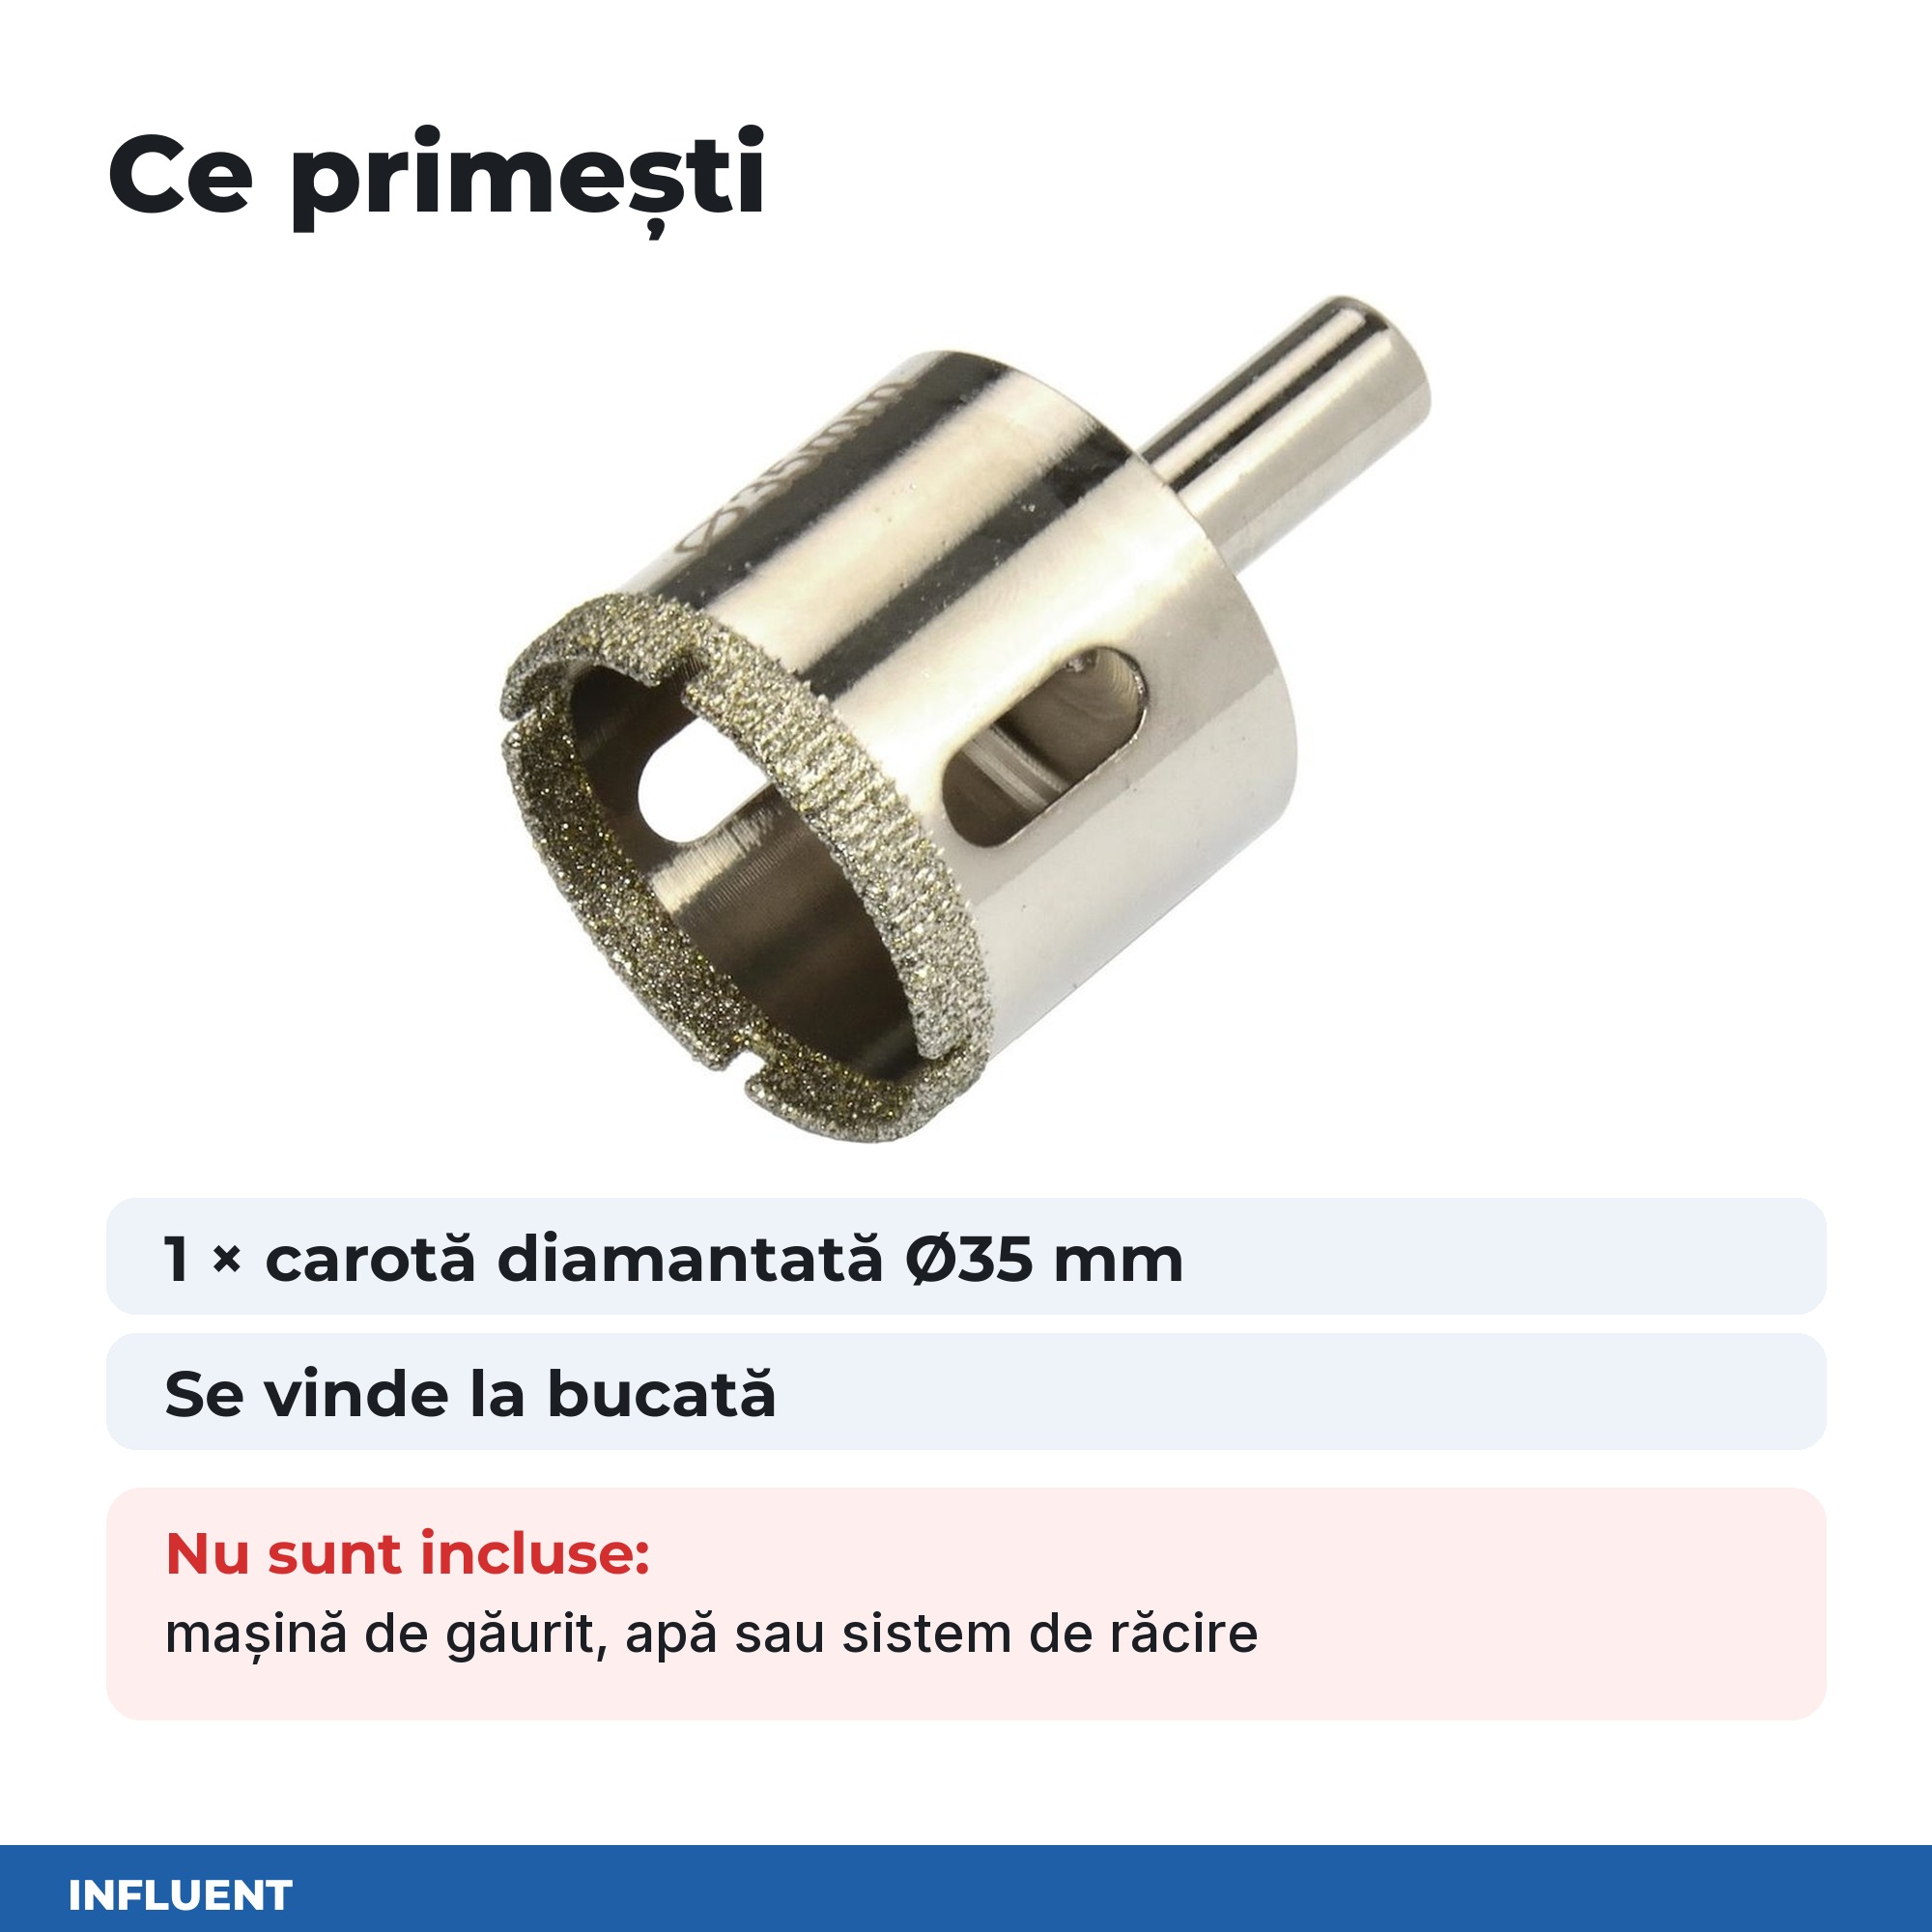 Ce primești
Ø35mm
1 × carotă diamantată Ø35 mm
Se vinde la bucată
Nu sunt incluse:
mașină de găurit, apă sau sistem de răcire
INFLUENT